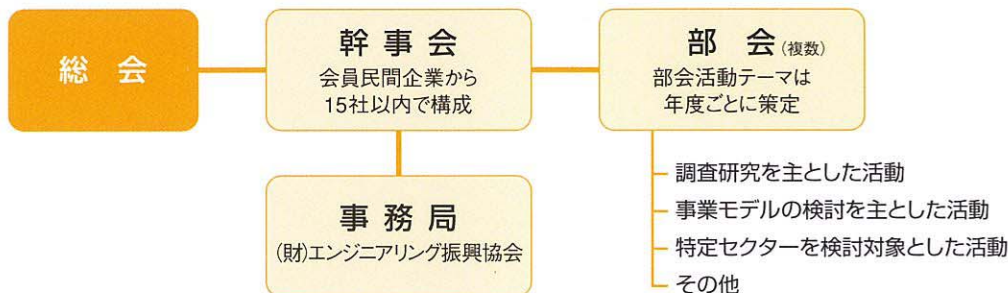 総 会
幹 事 会
会員民間企業から
15社以内で構成
部 会 (複数)
部会活動テーマは
年度ごとに策定
事 務 局
(財)エンジニアリング振興協会
調査研究を主とした活動
事業モデルの検討を主とした活動
特定セクターを検討対象とした活動
その他